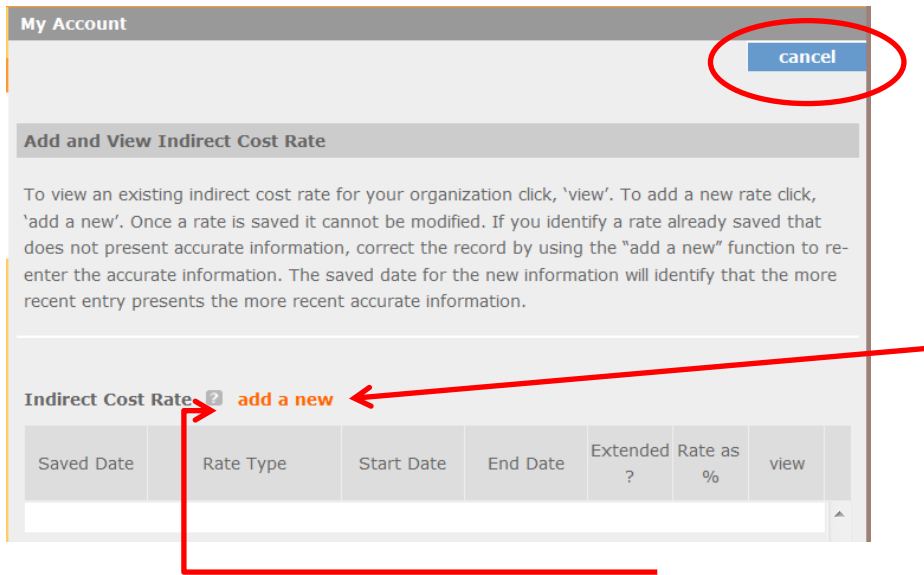 My Account
cancel
Add and View Indirect Cost Rate
To view an existing indirect cost rate for your organization click, ‘view’. To add a new rate click,
‘add a new’. Once a rate is saved it cannot be modified. If you identify a rate already saved that
does not present accurate information, correct the record by using the “add a new” function to re-
enter the accurate information. The saved date for the new information will identify that the more
recent entry presents the more recent accurate information.
Indirect Cost Rate ? add a new
Saved Date Rate Type Start Date End Date Extended ? Rate as % view